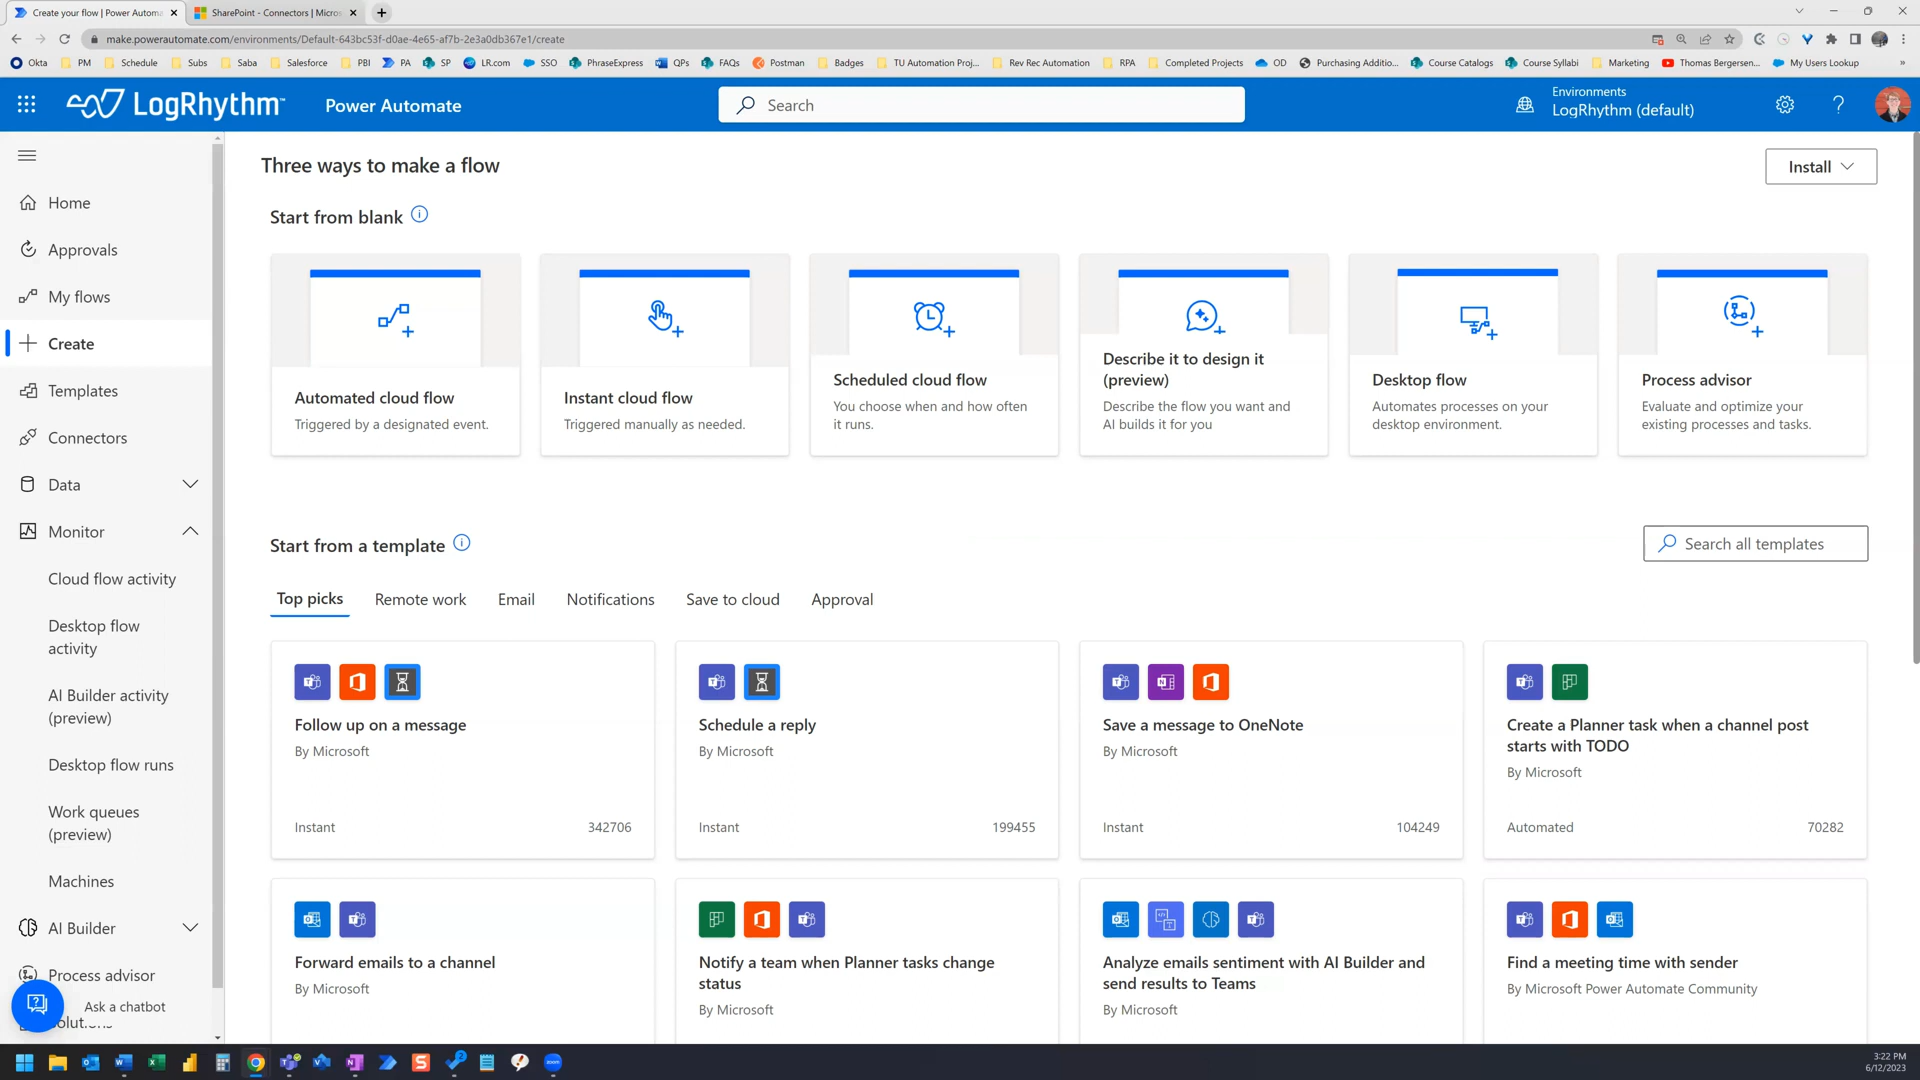 Create your flow | Power Automa
SharePoint - Connectors | Micros
make.powerautomate.com/environments/Default-643bc53f-d0ae-4e65-af7b-2e3a0db367e1/create
Okta PM Schedule Subs Saba Salesforce PBI PA SP LR.com SSO PhraseExpress QPs FAQs Postman Badges TU Automation Proj... Rev Rec Automation RPA Completed Projects OD Purchasing Additio... Course Catalogs Course Syllabi Marketing Thomas Bergersen... My Users Lookup
LogRhythm
Power Automate
Search
Environments
LogRhythm (default)
Home
Approvals
My flows
Create
Templates
Connectors
Data
Monitor
Cloud flow activity
Desktop flow
activity
AI Builder activity
(preview)
Desktop flow runs
Work queues
(preview)
Machines
AI Builder
Process advisor
Ask a chatbot
Three ways to make a flow
Install
Start from blank
Automated cloud flow
Triggered by a designated event.
Instant cloud flow
Triggered manually as needed.
Scheduled cloud flow
You choose when and how often
it runs.
Describe it to design it
(preview)
Describe the flow you want and
AI builds it for you
Desktop flow
Automates processes on your
desktop environment.
Process advisor
Evaluate and optimize your
existing processes and tasks.
Start from a template
Search all templates
Top picks Remote work Email Notifications Save to cloud Approval
Follow up on a message
By Microsoft
Instant 342706
Schedule a reply
By Microsoft
Instant 199455
Save a message to OneNote
By Microsoft
Instant 104249
Create a Planner task when a channel post
starts with TODO
By Microsoft
Automated 70282
Forward emails to a channel
By Microsoft
Notify a team when Planner tasks change
status
By Microsoft
Analyze emails sentiment with AI Builder and
send results to Teams
By Microsoft
Find a meeting time with sender
By Microsoft Power Automate Community
3:22 PM
6/12/2023